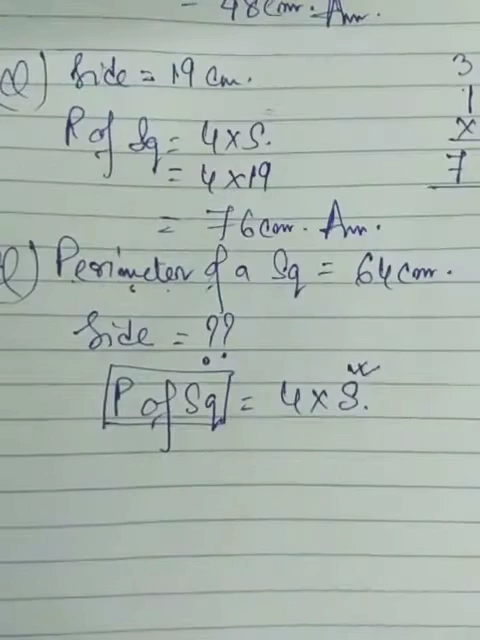 = 48cm. Ans.
Q) Side = 19 cm.
P of Sq = 4 x S.
= 4 x 19
= 76cm. Ans.
3
1
x
7
Q) Perimeter of a Sq = 64cm.
Side = ??
P of Sq = 4 x S.